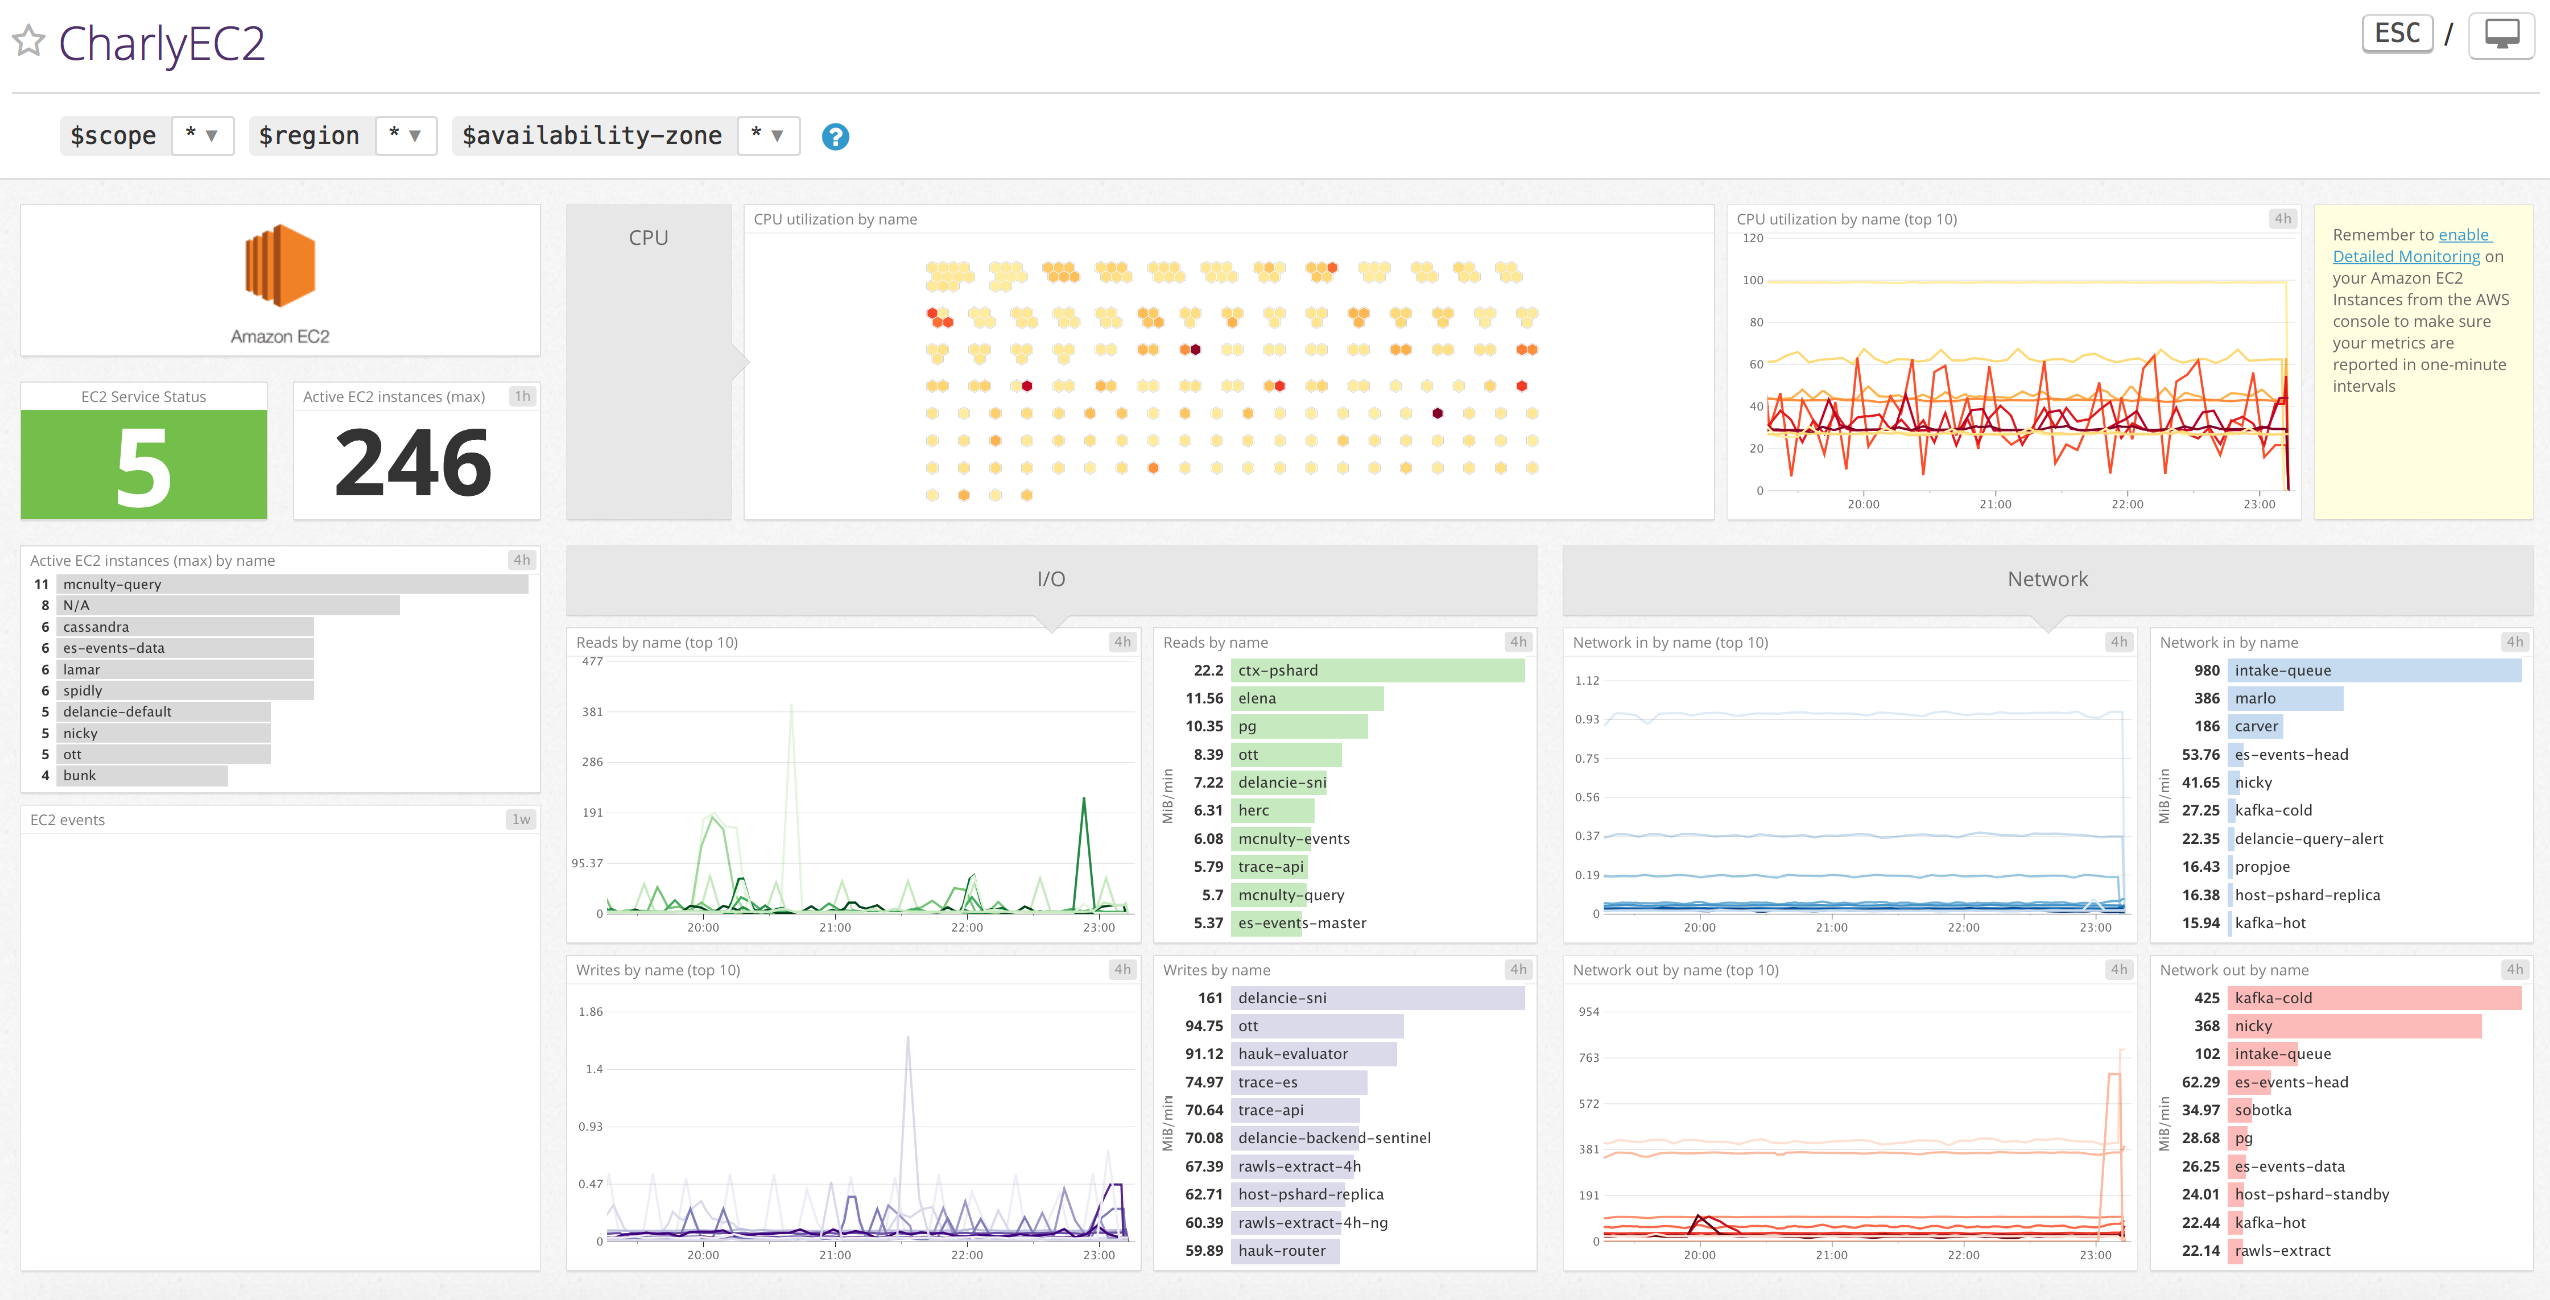 CharlyEC2
ESC /
$scope * ▼ $region * ▼ $availability-zone * ▼ ?
Amazon EC2
EC2 Service Status
5
Active EC2 instances (max) 1h
246
Active EC2 instances (max) by name 4h
11 mcnulty-query
8 N/A
6 cassandra
6 es-events-data
6 lamar
6 spidly
5 delancie-default
5 nicky
5 ott
4 bunk
EC2 events 1w
CPU
CPU utilization by name
CPU utilization by name (top 10) 4h
120
100
80
60
40
20
0
20:00 21:00 22:00 23:00
Remember to enable
Detailed Monitoring on
your Amazon EC2
Instances from the AWS
console to make sure
your metrics are
reported in one-minute
intervals
I/O
Reads by name (top 10) 4h
477
381
286
191
95.37
0
20:00 21:00 22:00 23:00
Reads by name 4h
MiB/min
22.2 ctx-pshard
11.56 elena
10.35 pg
8.39 ott
7.22 delancie-sni
6.31 herc
6.08 mcnulty-events
5.79 trace-api
5.7 mcnulty-query
5.37 es-events-master
Writes by name (top 10) 4h
1.86
1.4
0.93
0.47
0
20:00 21:00 22:00 23:00
Writes by name 4h
MiB/min
161 delancie-sni
94.75 ott
91.12 hauk-evaluator
74.97 trace-es
70.64 trace-api
70.08 delancie-backend-sentinel
67.39 rawls-extract-4h
62.71 host-pshard-replica
60.39 rawls-extract-4h-ng
59.89 hauk-router
Network
Network in by name (top 10) 4h
1.12
0.93
0.75
0.56
0.37
0.19
0
20:00 21:00 22:00 23:00
Network in by name 4h
MiB/min
980 intake-queue
386 marlo
186 carver
53.76 es-events-head
41.65 nicky
27.25 kafka-cold
22.35 delancie-query-alert
16.43 propjoe
16.38 host-pshard-replica
15.94 kafka-hot
Network out by name (top 10) 4h
954
763
572
381
191
0
20:00 21:00 22:00 23:00
Network out by name 4h
MiB/min
425 kafka-cold
368 nicky
102 intake-queue
62.29 es-events-head
34.97 sobotka
28.68 pg
26.25 es-events-data
24.01 host-pshard-standby
22.44 kafka-hot
22.14 rawls-extract